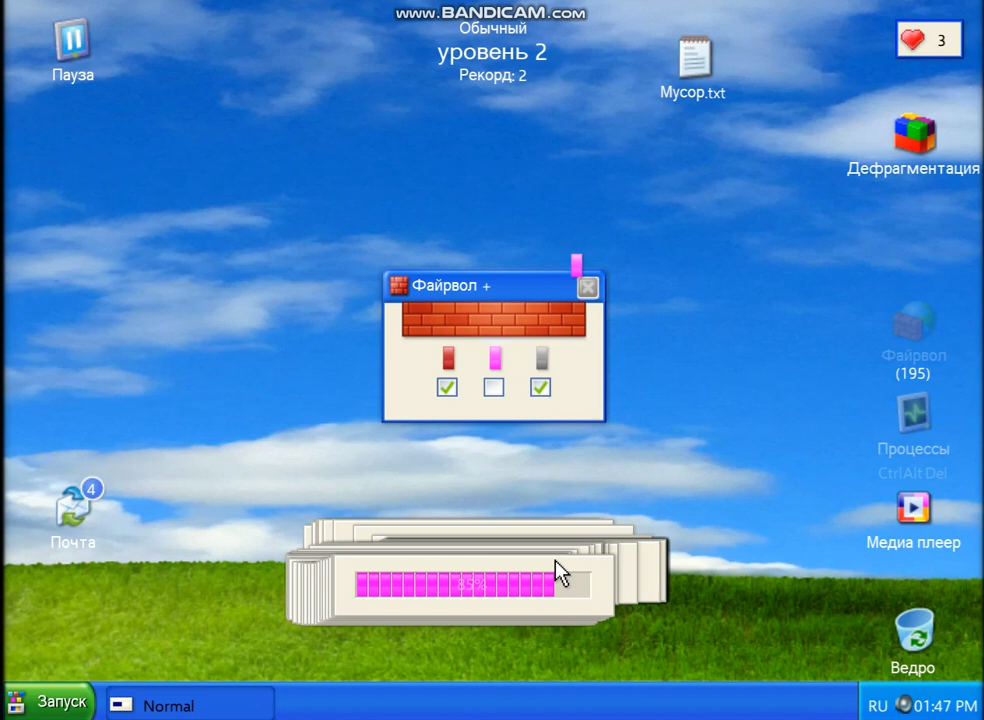 www.BANDICAM.com
Обычный
уровень 2
Рекорд: 2
Пауза
Мусор.txt
3
Дефрагментация
Файрвол +
Файрвол
(195)
Процессы
CtrlAltDel
4
Почта
Медиа плеер
85%
Ведро
Запуск
Normal
RU
01:47 PM